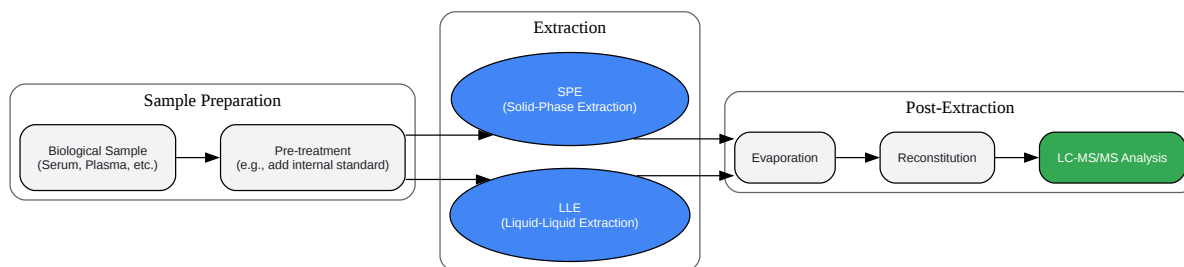 Sample Preparation
Biological Sample
(Serum, Plasma, etc.)
Pre-treatment
(e.g., add internal standard)
Extraction
SPE
(Solid-Phase Extraction)
LLE
(Liquid-Liquid Extraction)
Post-Extraction
Evaporation
Reconstitution
LC-MS/MS Analysis